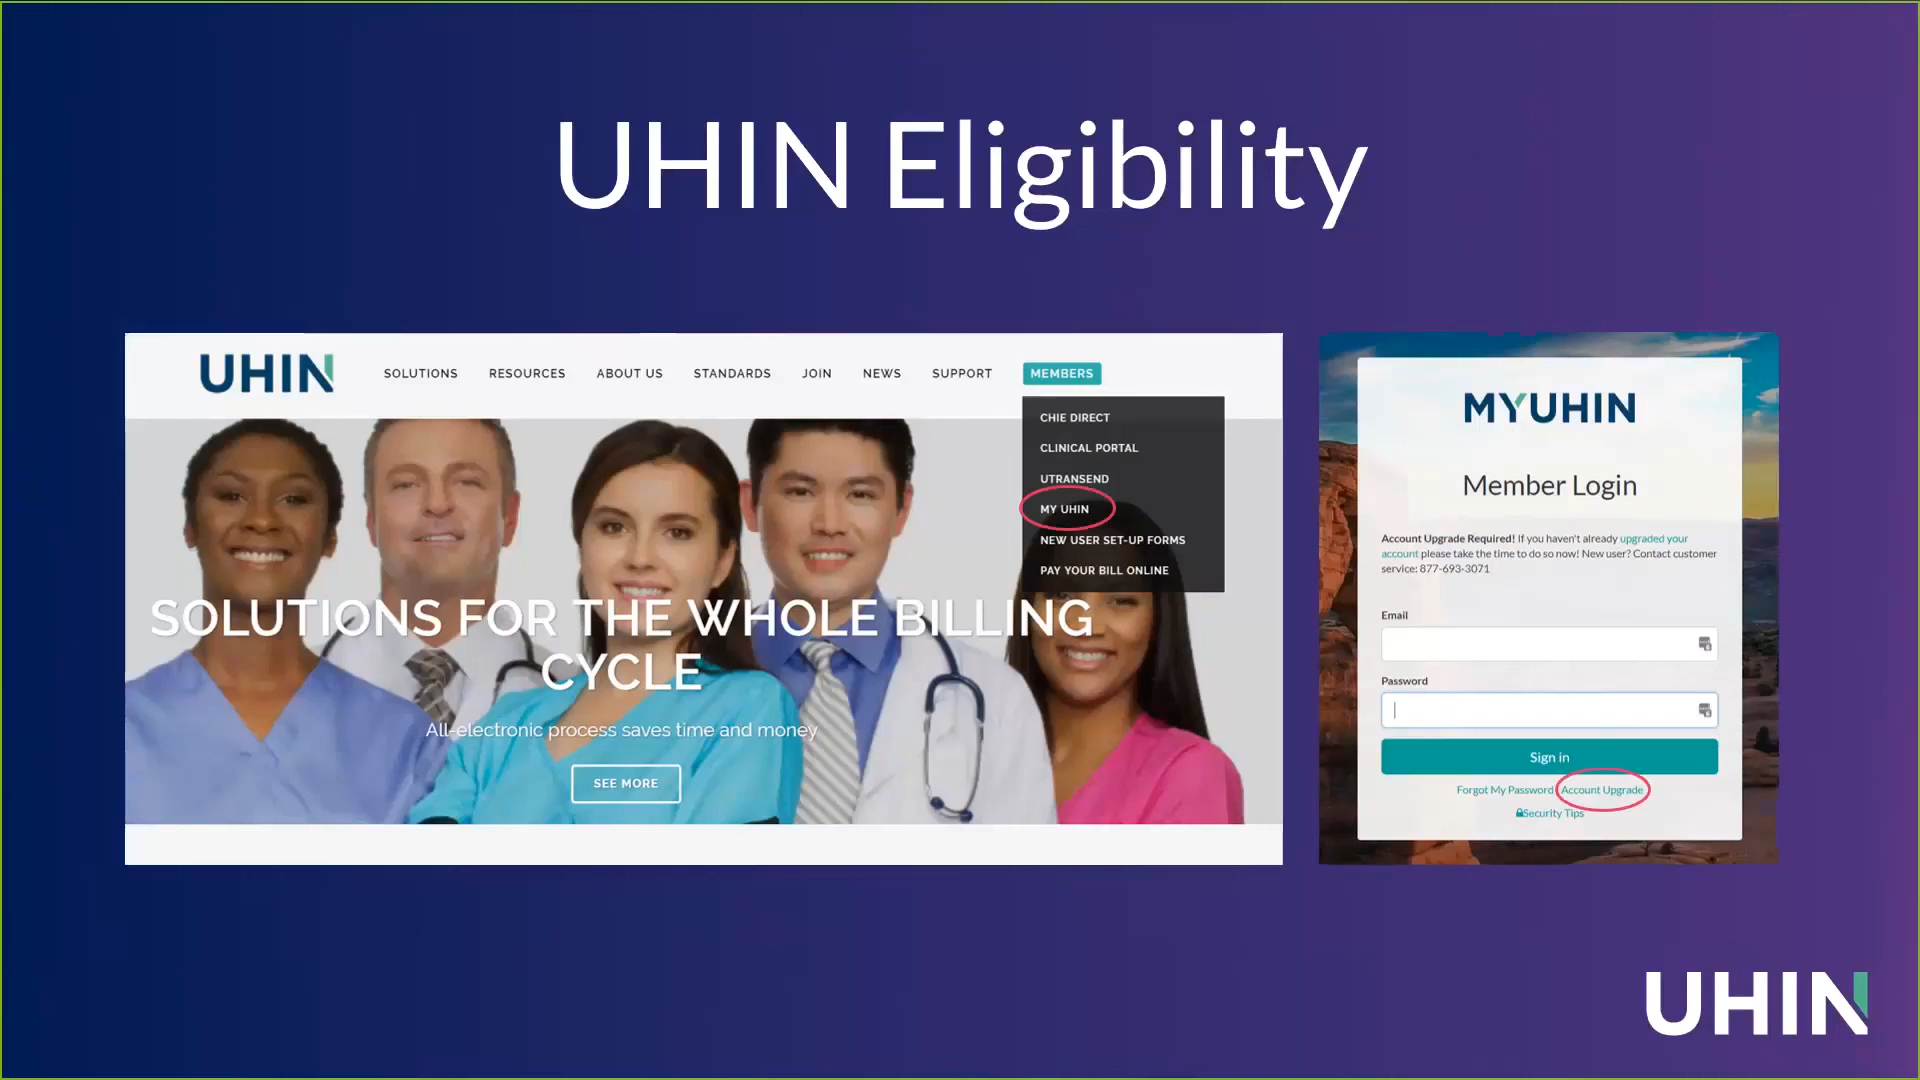 UHIN Eligibility
UHIN
SOLUTIONS RESOURCES ABOUT US STANDARDS JOIN NEWS SUPPORT MEMBERS
CHIE DIRECT
CLINICAL PORTAL
UTRANSEND
MY UHIN
NEW USER SET-UP FORMS
PAY YOUR BILL ONLINE
SOLUTIONS FOR THE WHOLE BILLING
CYCLE
All-electronic process saves time and money
SEE MORE
MYUHIN
Member Login
Account Upgrade Required! If you haven't already upgraded your
account please take the time to do so now! New user? Contact customer
service: 877-693-3071
Email
Password
Sign in
Forgot My Password Account Upgrade
Security Tips
UHIN